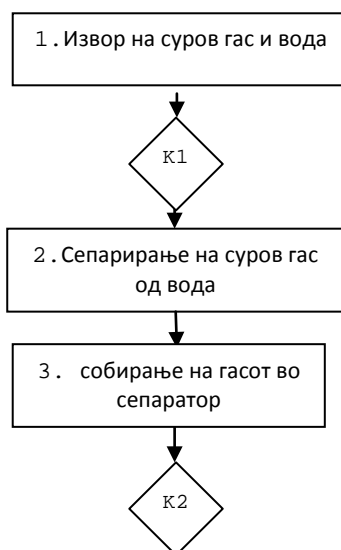 1.Извор на суров гас и вода
К1
2.Сепарирање на суров гас
од вода
3. собирање на гасот во
сепаратор
К2